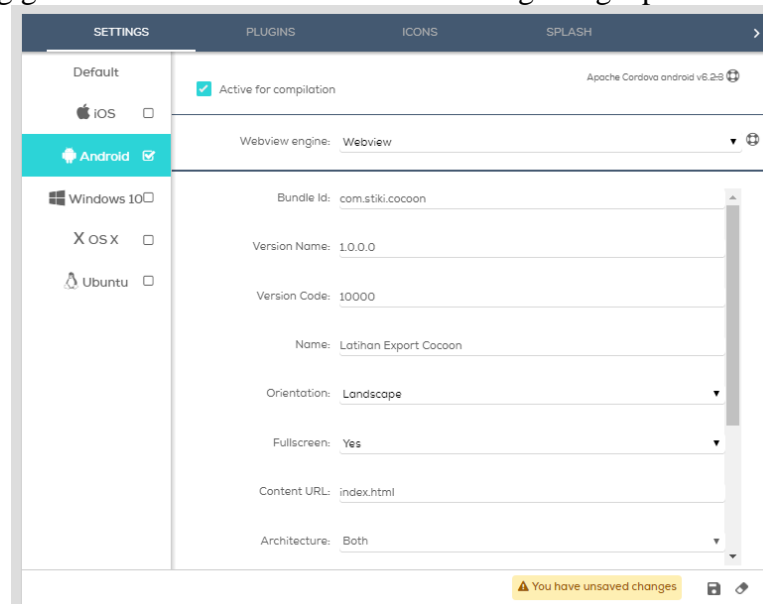 SETTINGS PLUGINS ICONS SPLASH
Default
iOS
Android
Windows 10
OS X
Ubuntu
Active for compilation
Apache Cordova android v6.2.3
Webview engine: Webview
Bundle Id: com.stiki.cocoon
Version Name: 1.0.0.0
Version Code: 10000
Name: Latihan Export Cocoon
Orientation: Landscape
Fullscreen: Yes
Content URL: index.html
Architecture: Both
You have unsaved changes